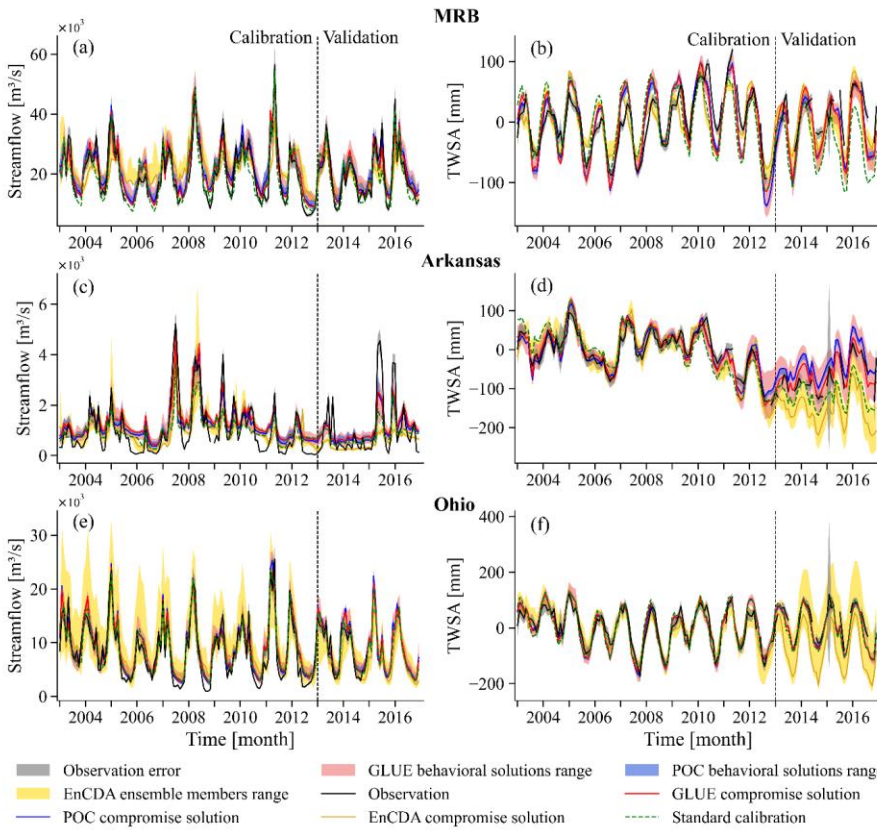 MRB
×10³
(a)
Calibration
Validation
Streamflow [m³/s]
60
40
20
2004 2006 2008 2010 2012 2014 2016
(b)
Calibration
Validation
TWSA [mm]
100
0
−100
2004 2006 2008 2010 2012 2014 2016
Arkansas
×10³
(c)
Streamflow [m³/s]
6
4
2
0
2004 2006 2008 2010 2012 2014 2016
(d)
TWSA [mm]
100
0
−100
−200
2004 2006 2008 2010 2012 2014 2016
Ohio
×10³
(e)
Streamflow [m³/s]
30
20
10
0
2004 2006 2008 2010 2012 2014 2016
Time [month]
(f)
TWSA [mm]
400
200
0
−200
2004 2006 2008 2010 2012 2014 2016
Time [month]
Observation error
GLUE behavioral solutions range
POC behavioral solutions range
EnCDA ensemble members range
Observation
GLUE compromise solution
POC compromise solution
EnCDA compromise solution
Standard calibration